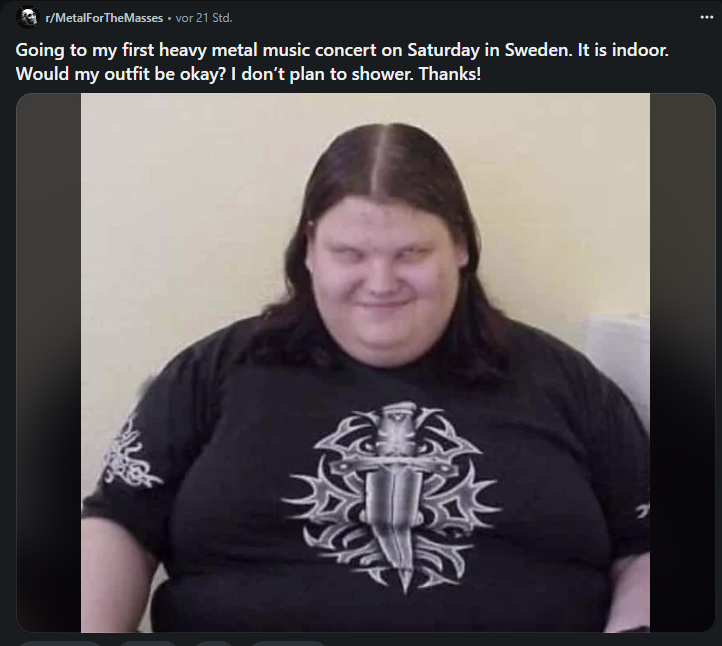 r/MetalForTheMasses • vor 21 Std.
Going to my first heavy metal music concert on Saturday in Sweden. It is indoor.
Would my outfit be okay? I don’t plan to shower. Thanks!